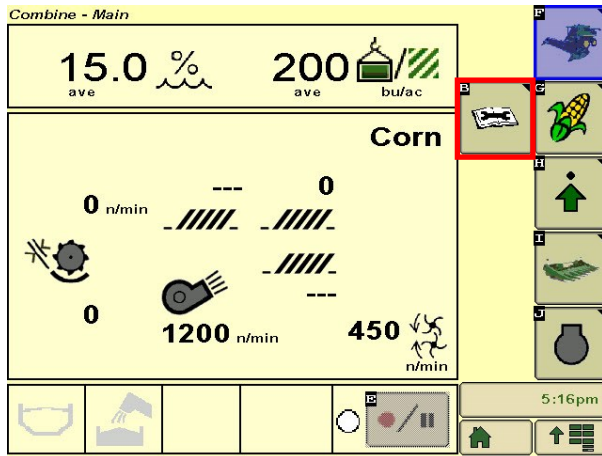 Combine - Main
15.0 %
ave
200
ave
bu/ac
Corn
0 n/min
---
0
---
0
1200 n/min
450
n/min
F
B
G
H
I
J
E
5:16pm